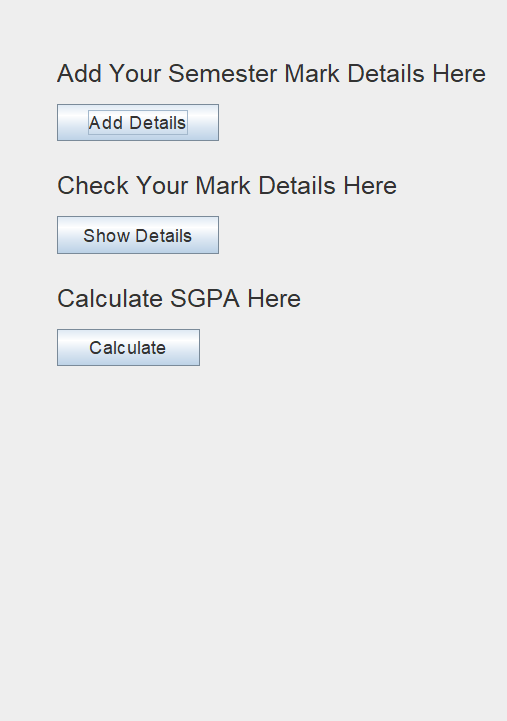 Add Your Semester Mark Details Here
Add Details
Check Your Mark Details Here
Show Details
Calculate SGPA Here
Calculate